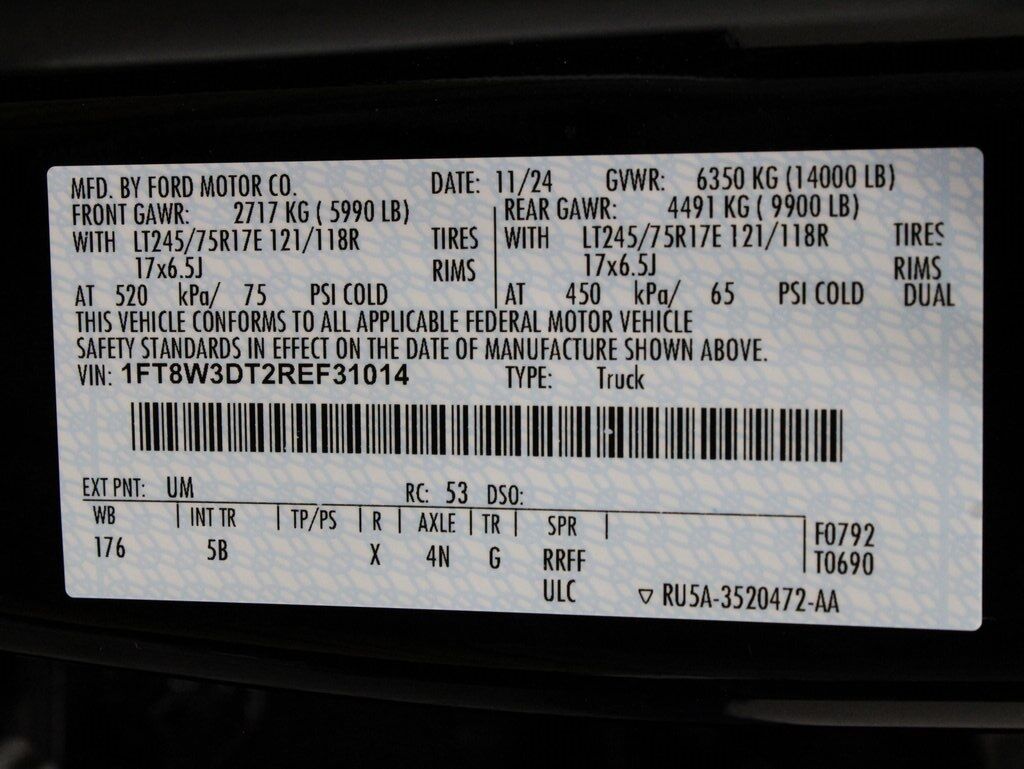 MFD. BY FORD MOTOR CO. DATE: 11/24 GVWR: 6350 KG (14000 LB)
FRONT GAWR: 2717 KG ( 5990 LB) REAR GAWR: 4491 KG ( 9900 LB)
WITH LT245/75R17E 121/118R TIRES WITH LT245/75R17E 121/118R TIRES
17x6.5J RIMS 17x6.5J RIMS
AT 520 kPa/ 75 PSI COLD AT 450 kPa/ 65 PSI COLD DUAL
THIS VEHICLE CONFORMS TO ALL APPLICABLE FEDERAL MOTOR VEHICLE
SAFETY STANDARDS IN EFFECT ON THE DATE OF MANUFACTURE SHOWN ABOVE.
VIN: 1FT8W3DT2REF31014 TYPE: Truck
EXT PNT: UM RC: 53 DSO:
WB INT TR TP/PS R AXLE TR SPR F0792
176 5B X 4N G RRFF T0690
ULC ▽ RU5A-3520472-AA